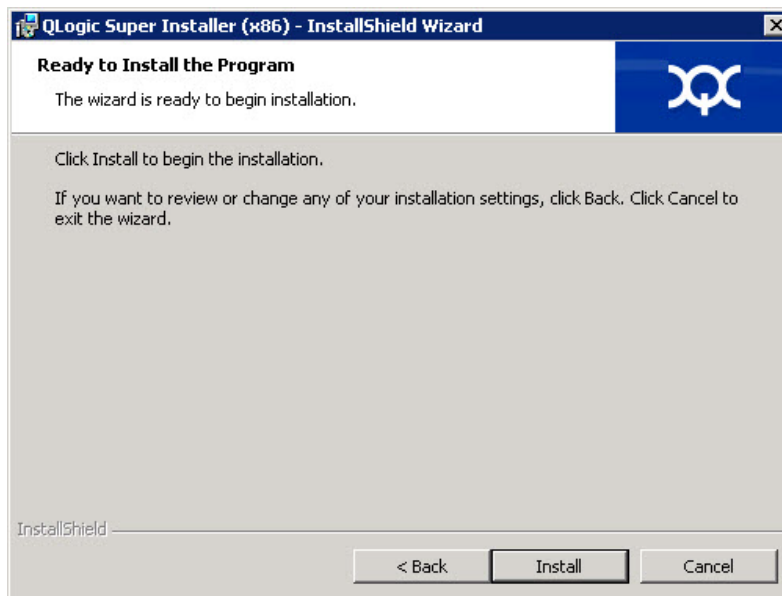 QLogic Super Installer (x86) - InstallShield Wizard
Ready to Install the Program
The wizard is ready to begin installation.
Click Install to begin the installation.
If you want to review or change any of your installation settings, click Back. Click Cancel to
exit the wizard.
InstallShield
< Back
Install
Cancel